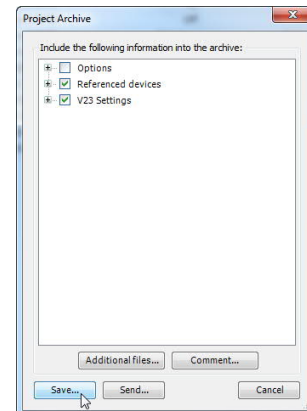 Project Archive
Include the following information into the archive:
Options
Referenced devices
V23 Settings
Additional files... Comment...
Save... Send... Cancel